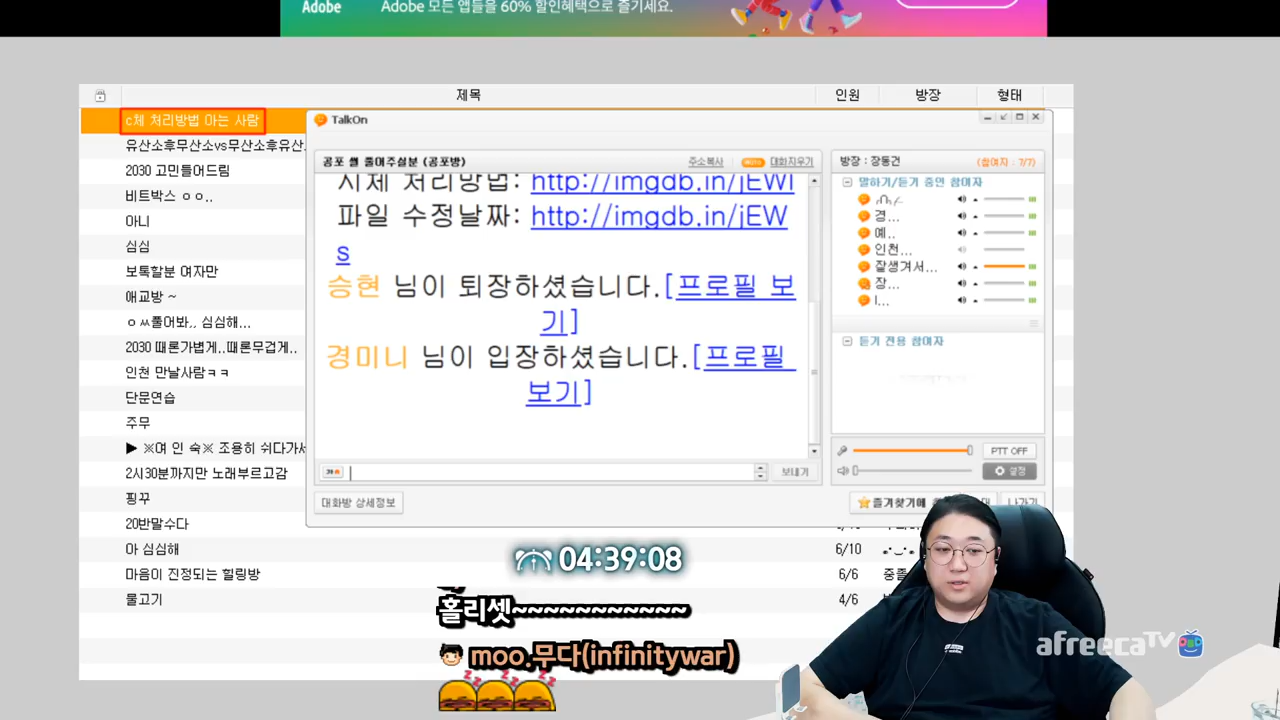 Adobe
Adobe 모든 앱들을 60% 할인혜택으로 즐기세요.
제목
인원
방장
형태
c체 처리방법 아는 사람
유산소후무산소vs무산소후유산.
2030 고민들어드림
비트박스 ㅇㅇ..
아니
심심
보톡할분 여자만
애교방 ~
ㅇㅆ풀어봐,, 심심해...
2030 때론가볍게..때론무겁게..
인천 만날사람ㅋㅋ
단문연습
주무
▶ ※여 인 숙※ 조용히 쉬다가
2시30분까지만 노래부르고감
핑꾸
20반말수다
아 심심해
6/10
마음이 진정되는 힐링방
6/6
중졸
물고기
4/6
TalkOn
공포 썰 풀어주실분 (공포방)
주소복사
대화지우기
시체 처리방법: http://imgdb.in/jEWl
파일 수정날짜: http://imgdb.in/jEW
s
승현 님이 퇴장하셨습니다.[프로필 보
기]
경미니 님이 입장하셨습니다.[프로필
보기]
보내기
대화방 상세정보
방장 : 장동건
(참여자 : 7/7)
말하기/듣기 중인 참여자
경...
예..
인천...
잘생겨서...
장...
l...
듣기 전용 참여자
PTT OFF
설정
즐겨찾기에
나가기
04:39:08
홀리셋~~~~~~~~~~~
moo.무다(infinitywar)
afreecaTV